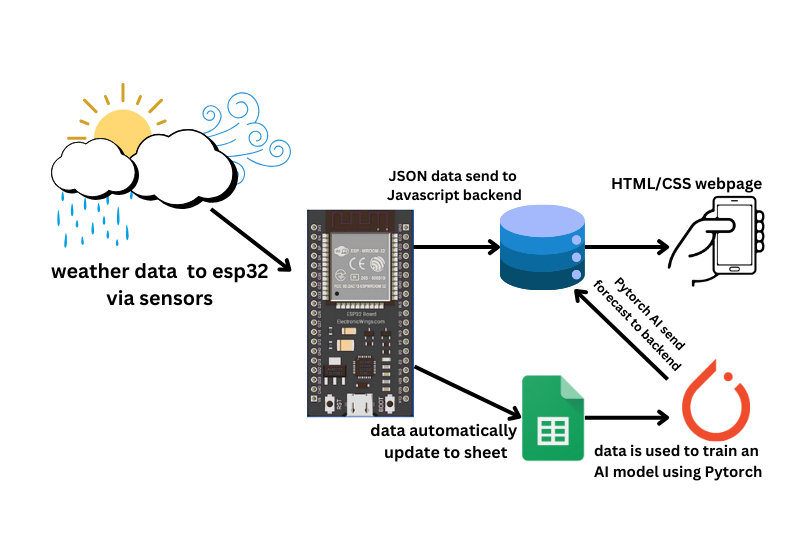 JSON data send to
Javascript backend
HTML/CSS webpage
weather data to esp32
via sensors
ESP-WROOM-32
ESP32 Board
ElectronicWings.com
RST
BOOT
Pytorch AI send
forecast to backend
data automatically
update to sheet
data is used to train an
AI model using Pytorch